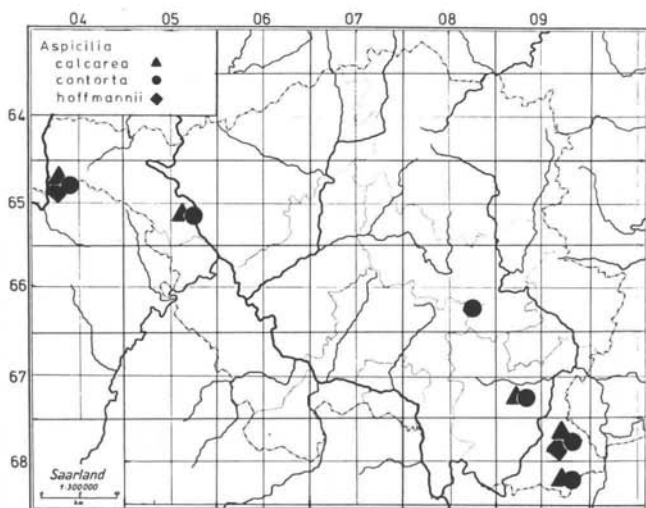 04 05 06 07 08 09
Aspicilia
calcarea
contorta
hoffmannii
64
65
66
67
68
Saarland
1:300000